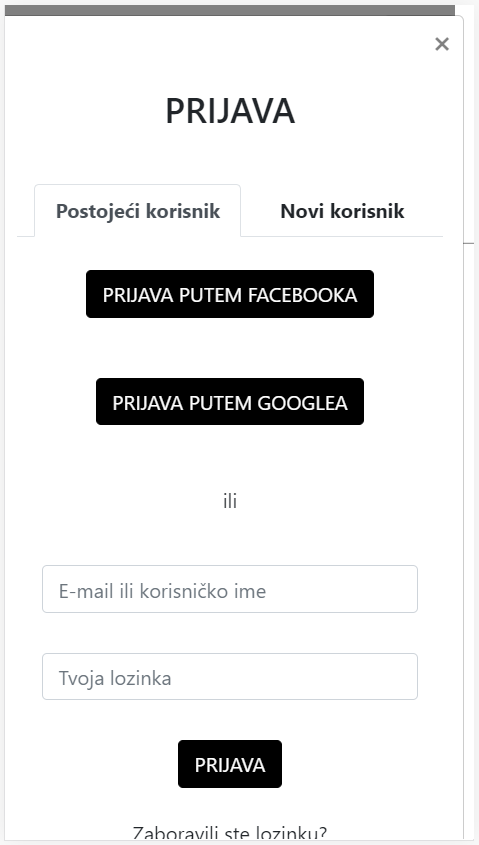 ×
PRIJAVA
Postojeći korisnik
Novi korisnik
PRIJAVA PUTEM FACEBOOKA
PRIJAVA PUTEM GOOGLEA
ili
E-mail ili korisničko ime
Tvoja lozinka
PRIJAVA
Zaboravili ste lozinku?